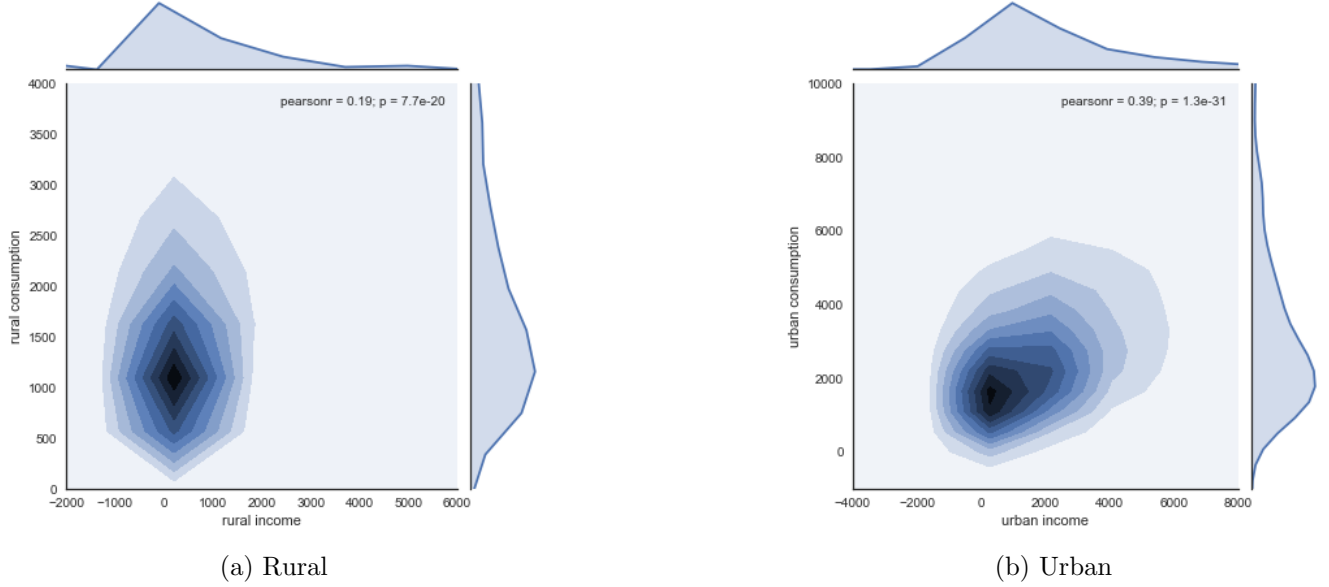 pearsonr = 0.19; p = 7.7e-20
4000
3500
3000
2500
2000
1500
1000
500
0
rural consumption
−2000 −1000 0 1000 2000 3000 4000 5000 6000
rural income
(a) Rural
pearsonr = 0.39; p = 1.3e-31
10000
8000
6000
4000
2000
0
urban consumption
−4000 −2000 0 2000 4000 6000 8000
urban income
(b) Urban